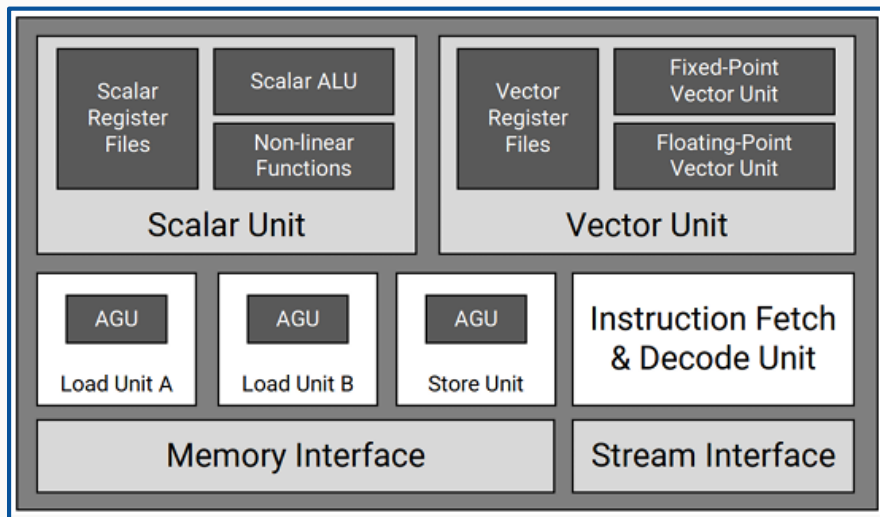 Scalar
Register
Files
Scalar ALU
Non-linear
Functions
Scalar Unit
Vector
Register
Files
Fixed-Point
Vector Unit
Floating-Point
Vector Unit
Vector Unit
AGU
Load Unit A
AGU
Load Unit B
AGU
Store Unit
Instruction Fetch
& Decode Unit
Memory Interface
Stream Interface